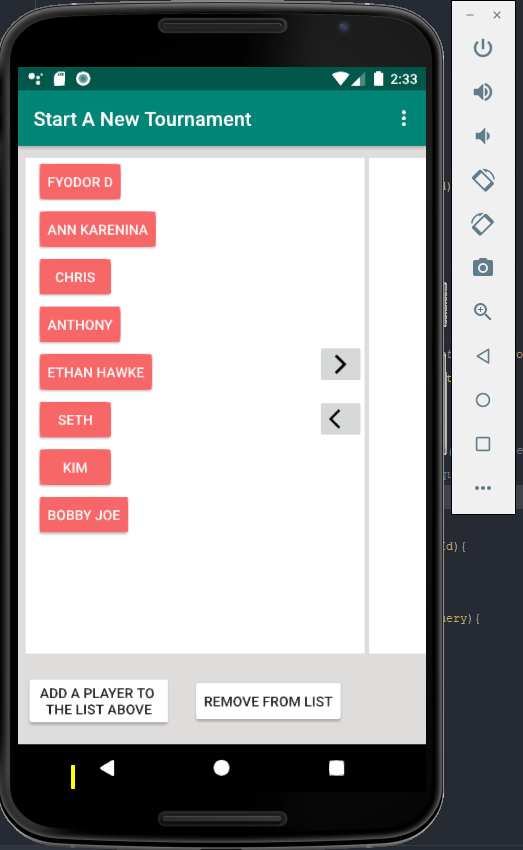 2:33
Start A New Tournament
FYODOR D
ANN KARENINA
CHRIS
ANTHONY
ETHAN HAWKE
SETH
KIM
BOBBY JOE
ADD A PLAYER TO
THE LIST ABOVE
REMOVE FROM LIST
d){
ery){